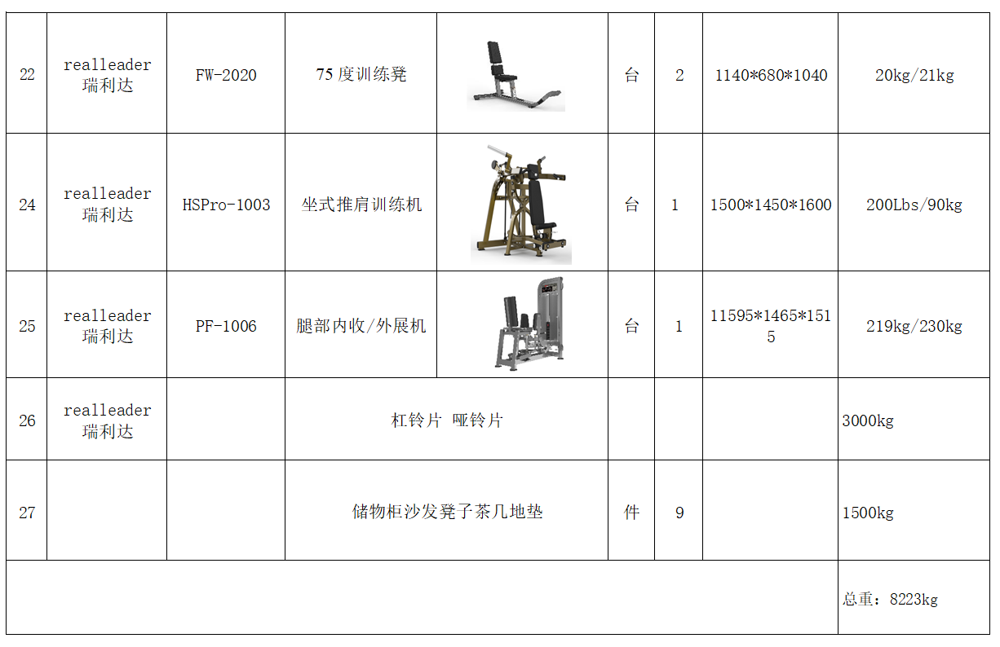 22 realleader 瑞利达 FW-2020 75 度训练凳 台 2 1140*680*1040 20kg/21kg
24 realleader 瑞利达 HSPro-1003 坐式推肩训练机 台 1 1500*1450*1600 200Lbs/90kg
25 realleader 瑞利达 PF-1006 腿部内收/外展机 台 1 11595*1465*1515 219kg/230kg
26 realleader 瑞利达 杠铃片 哑铃片 3000kg
27 储物柜沙发凳子茶几地垫 件 9 1500kg
总重：8223kg